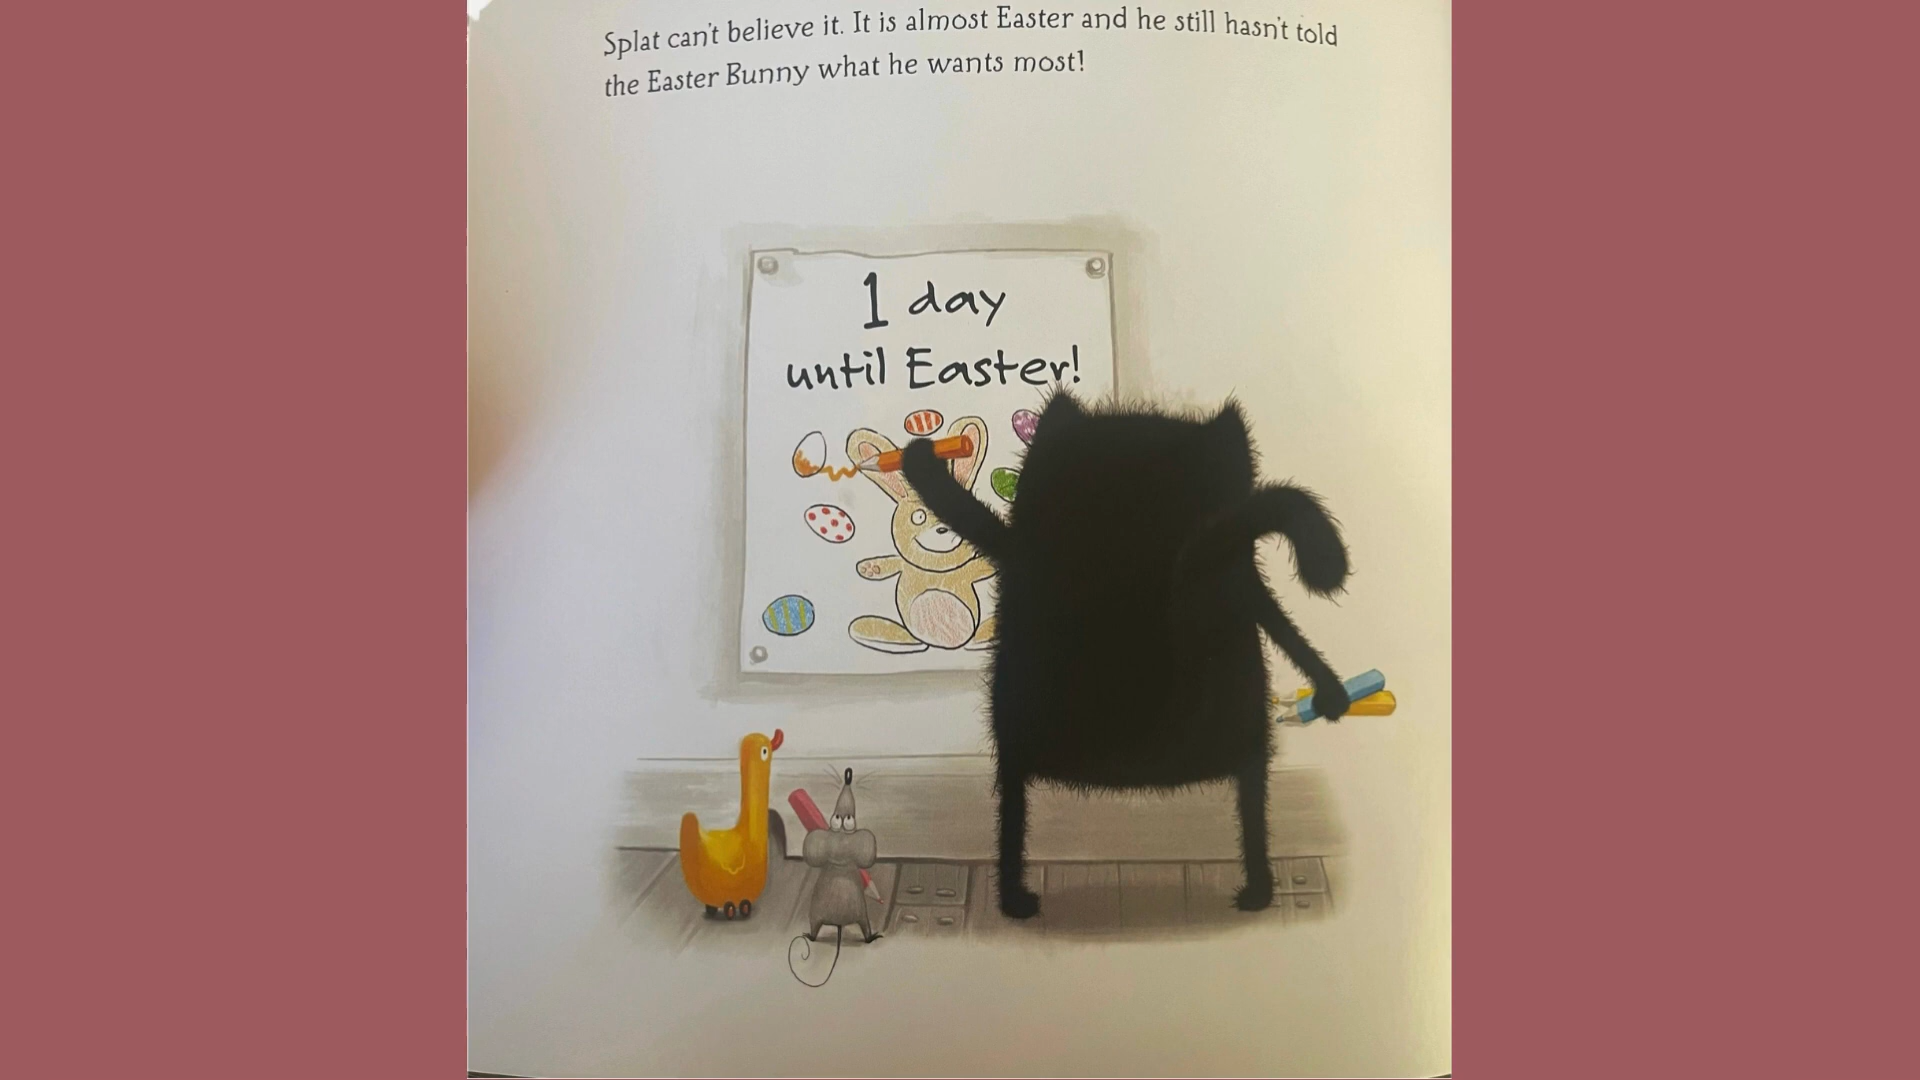 Splat can't believe it. It is almost Easter and he still hasn't told
the Easter Bunny what he wants most!
1 day
until Easter!